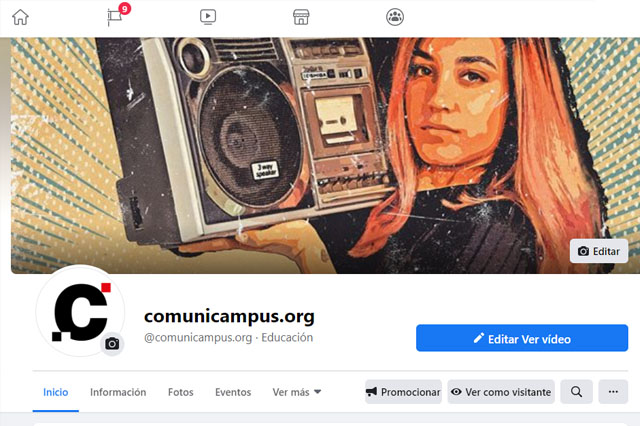 9
TOSHIBA
3 way
speaker
Editar
C
comunicampus.org
@comunicampus.org · Educación
Editar Ver vídeo
Inicio
Información
Fotos
Eventos
Ver más
Promocionar
Ver como visitante